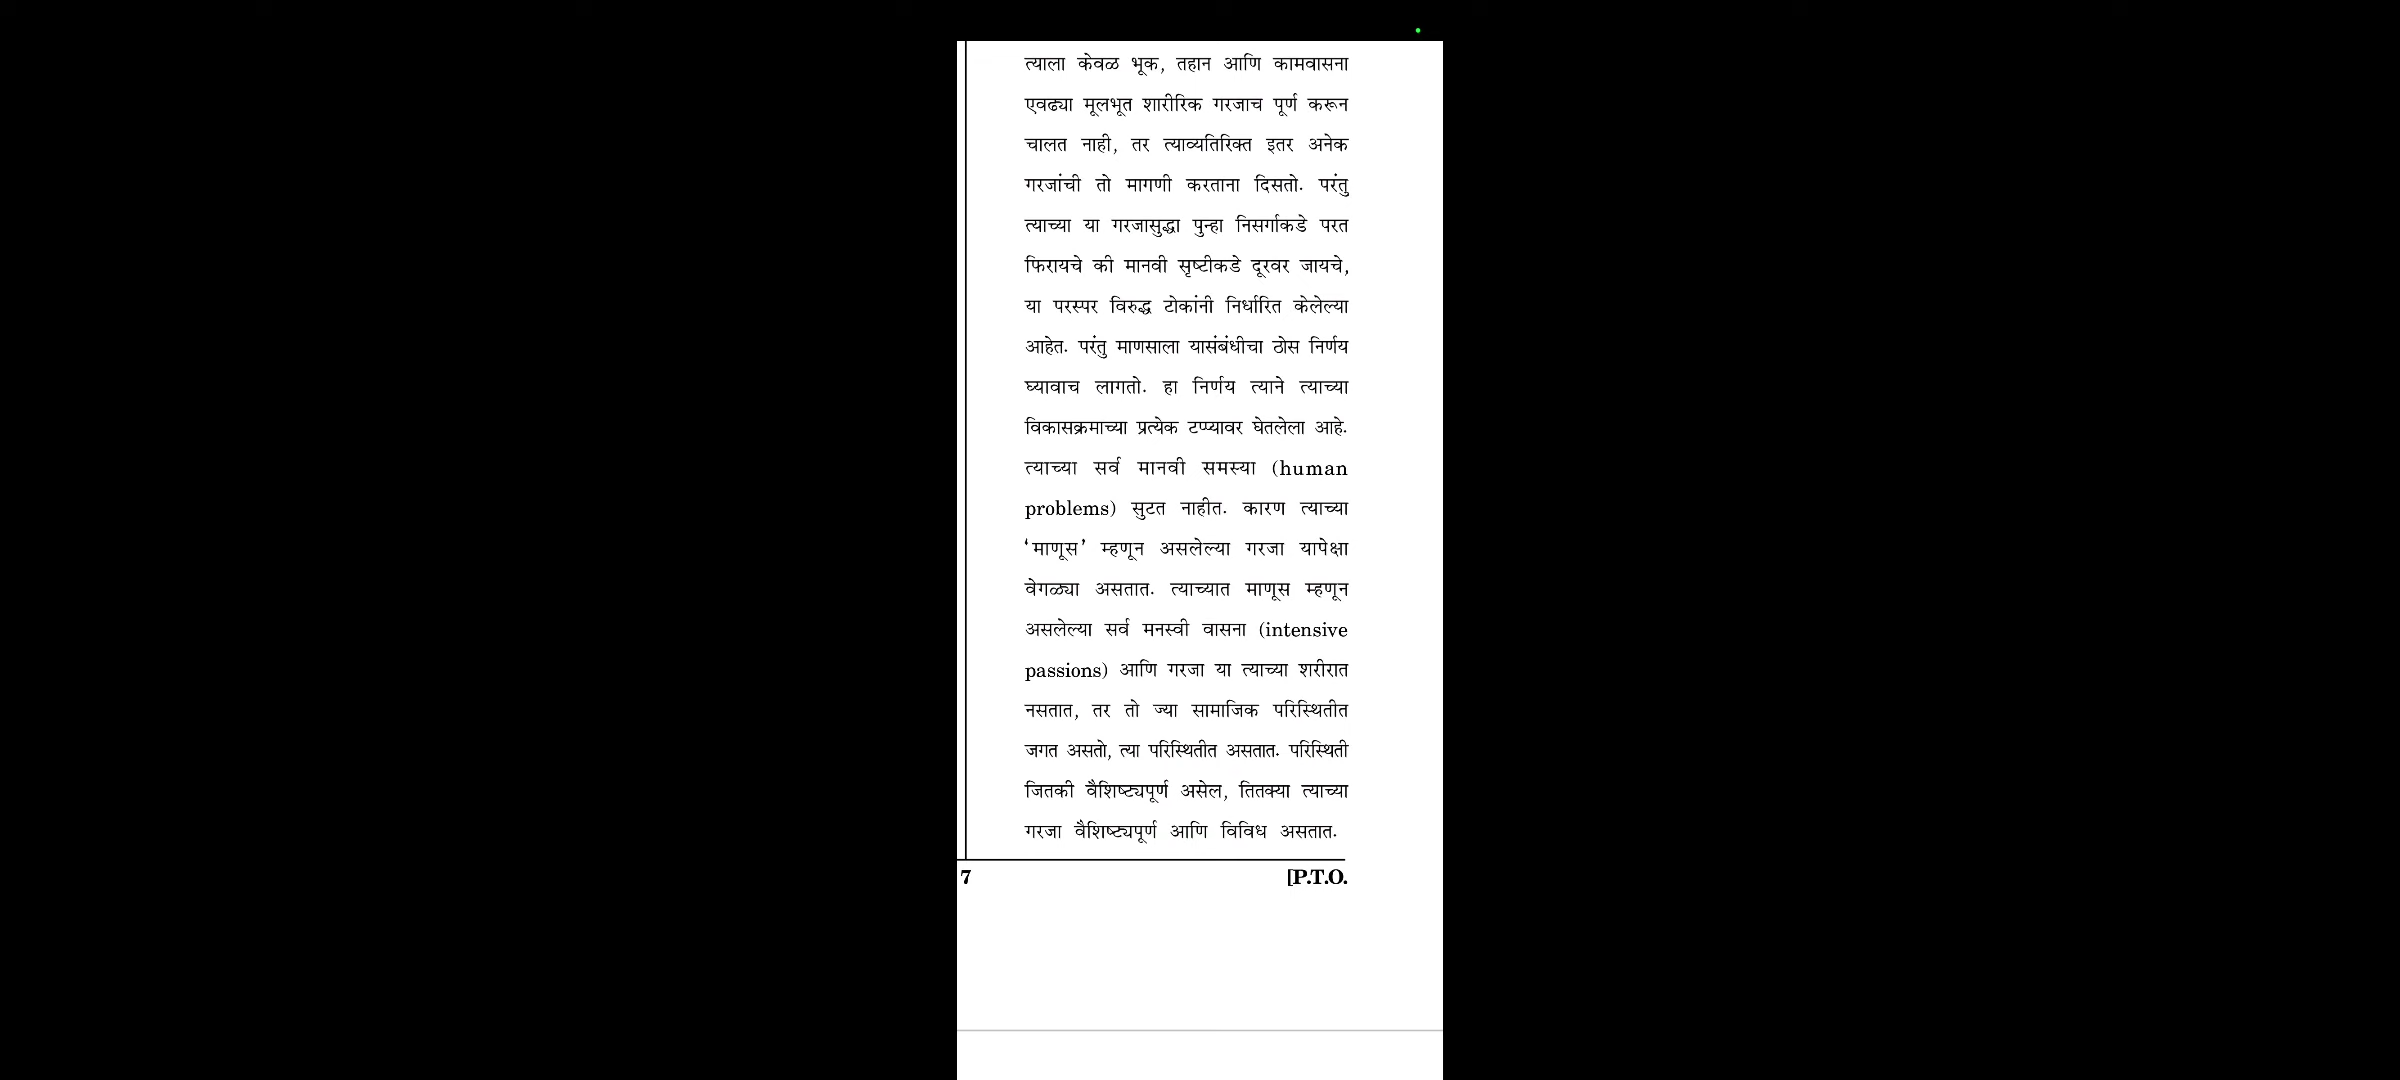 त्याला केवळ भूक, तहान आणि कामवासना
एवढ्या मूलभूत शारीरिक गरजाच पूर्ण करून
चालत नाही, तर त्याव्यतिरिक्त इतर अनेक
गरजांची तो मागणी करताना दिसतो. परंतु
त्याच्या या गरजासुद्धा पुन्हा निसर्गाकडे परत
फिरायचे की मानवी सृष्टीकडे दूरवर जायचे,
या परस्पर विरुद्ध टोकांनी निर्धारित केलेल्या
आहेत. परंतु माणसाला यासंबंधीचा ठोस निर्णय
घ्यावाच लागतो. हा निर्णय त्याने त्याच्या
विकासक्रमाच्या प्रत्येक टप्प्यावर घेतलेला आहे.
त्याच्या सर्व मानवी समस्या (human
problems) सुटत नाहीत. कारण त्याच्या
‘माणूस’ म्हणून असलेल्या गरजा यापेक्षा
वेगळ्या असतात. त्याच्यात माणूस म्हणून
असलेल्या सर्व मनस्वी वासना (intensive
passions) आणि गरजा या त्याच्या शरीरात
नसतात, तर तो ज्या सामाजिक परिस्थितीत
जगत असतो, त्या परिस्थितीत असतात. परिस्थिती
जितकी वैशिष्ट्यपूर्ण असेल, तितक्या त्याच्या
गरजा वैशिष्ट्यपूर्ण आणि विविध असतात.
7 [P.T.O.